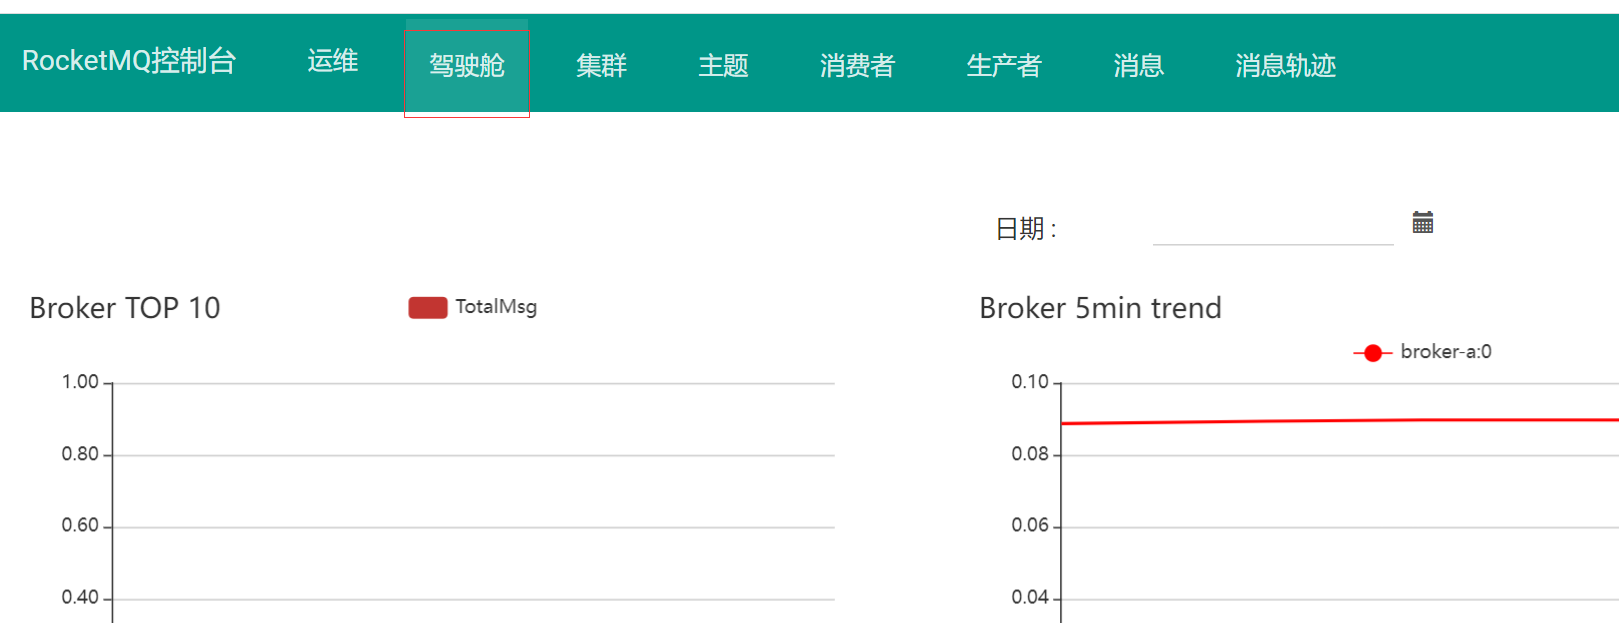 RocketMQ控制台 运维 驾驶舱 集群 主题 消费者 生产者 消息 消息轨迹
日期 :
Broker TOP 10
TotalMsg
1.00
0.80
0.60
0.40
Broker 5min trend
broker-a:0
0.10
0.08
0.06
0.04